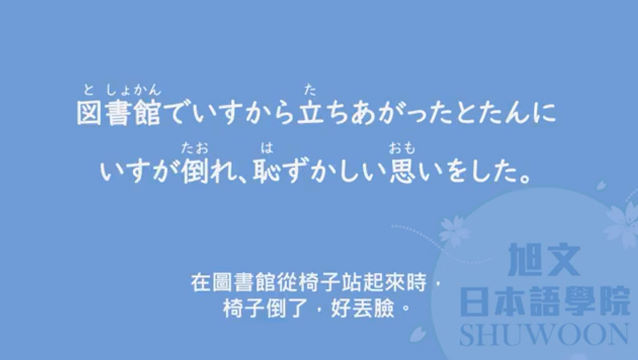 と しょかん た
図書館でいすから立ちあがったとたんに
たお は おも
いすが倒れ、恥ずかしい思いをした。
在圖書館從椅子站起來時，
椅子倒了，好丟臉。
旭文
日本語學院
SHUWOON